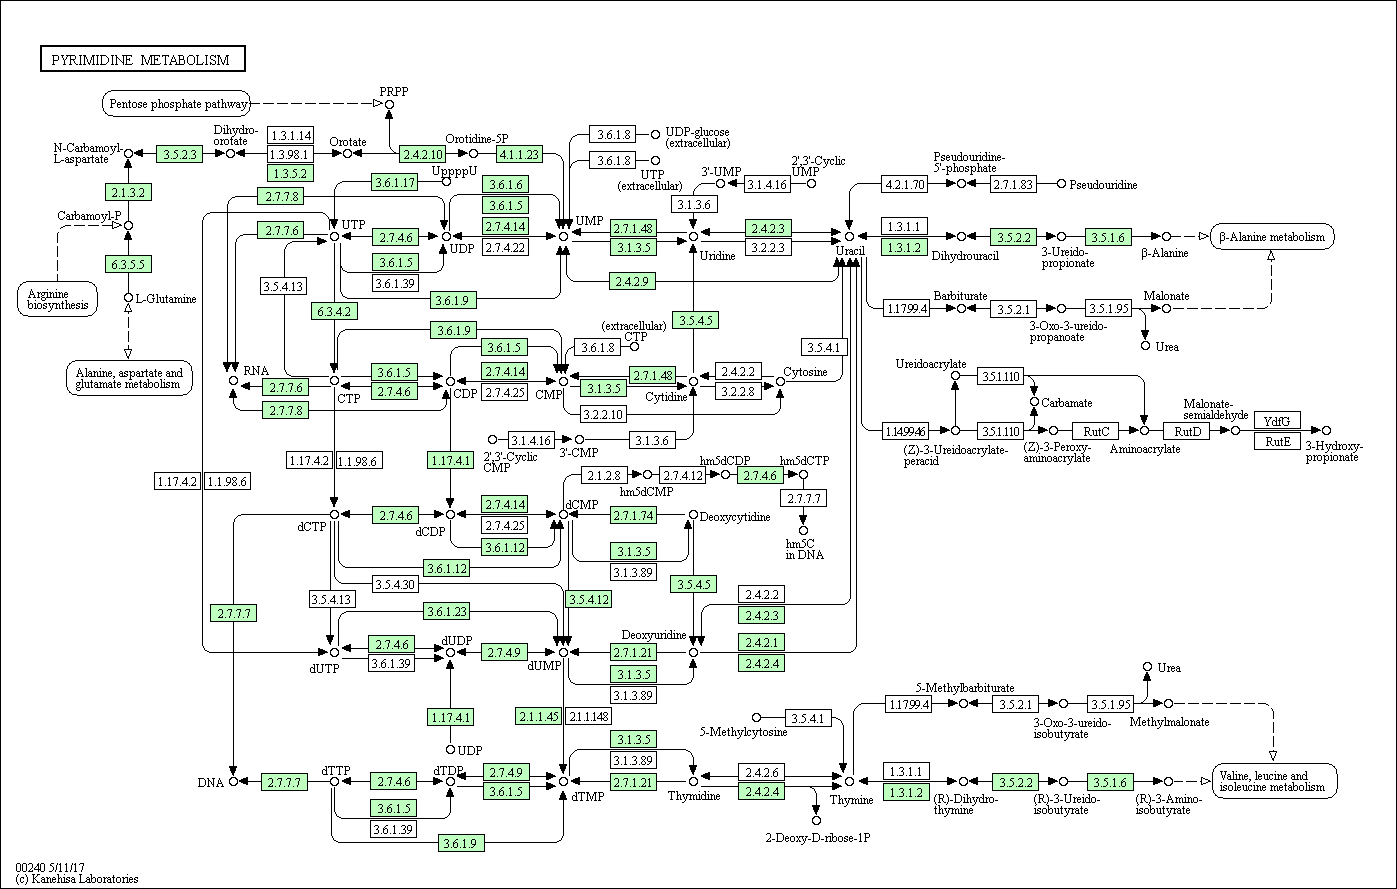 PYRIMIDINE METABOLISM
Pentose phosphate pathway
PRPP
N-Carbamoyl-
L-aspartate
3.5.2.3
Dihydro-
orotate
1.3.1.14
1.3.98.1
1.3.5.2
Orotate
2.4.2.10
Orotidine-5P
4.1.1.23
3.6.1.8
UDP-glucose
(extracellular)
3.6.1.8
UTP
(extracellular)
3'-UMP
3.1.4.16
2',3'-Cyclic
UMP
3.1.3.6
Pseudouridine-
5'-phosphate
4.2.1.70
2.7.1.83
Pseudouridine
2.1.3.2
Carbamoyl-P
6.3.5.5
L-Glutamine
Arginine
biosynthesis
Alanine, aspartate and
glutamate metabolism
UppppU
3.6.1.17
2.7.7.8
2.7.7.6
UTP
2.7.4.6
3.6.1.5
3.6.1.39
UDP
3.6.1.6
3.6.1.5
2.7.4.14
2.7.4.22
UMP
2.7.1.48
3.1.3.5
Uridine
2.4.2.3
3.2.2.3
Uracil
1.3.1.1
1.3.1.2
Dihydrouracil
3.5.2.2
3-Ureido-
propionate
3.5.1.6
β-Alanine
β-Alanine metabolism
3.5.4.13
6.3.4.2
3.6.1.9
2.4.2.9
3.5.4.5
1.17.99.4
Barbiturate
3.5.2.1
3-Oxo-3-ureido-
propanoate
3.5.1.95
Malonate
Urea
3.6.1.9
(extracellular)
CTP
3.6.1.8
3.5.4.1
RNA
2.7.7.6
2.7.7.8
CTP
3.6.1.5
2.7.4.6
CDP
3.6.1.5
2.7.4.14
2.7.4.25
CMP
2.7.1.48
3.1.3.5
Cytidine
2.4.2.2
3.2.2.8
Cytosine
3.2.2.10
2',3'-Cyclic
CMP
3.1.4.16
3'-CMP
3.1.3.6
Ureidoacrylate
3.5.1.110
Carbamate
1.14.99.46
(Z)-3-Ureidoacrylate-
peracid
3.5.1.110
(Z)-3-Peroxy-
aminoacrylate
RutC
Aminoacrylate
RutD
Malonate-
semialdehyde
YdfG
RutE
3-Hydroxy-
propionate
1.17.4.2
1.1.98.6
1.17.4.2
1.1.98.6
1.17.4.1
2.1.2.8
hm5dCMP
2.7.4.12
hm5dCDP
2.7.4.6
hm5dCTP
2.7.7.7
hm5C
in DNA
dCTP
2.7.4.6
dCDP
2.7.4.14
2.7.4.25
3.6.1.12
dCMP
2.7.1.74
Deoxycytidine
3.1.3.5
3.1.3.89
3.6.1.12
3.5.4.30
3.5.4.13
3.5.4.12
3.5.4.5
2.4.2.2
2.4.2.3
2.7.7.7
3.6.1.23
dUTP
2.7.4.6
3.6.1.39
dUDP
2.7.4.9
dUMP
Deoxyuridine
2.7.1.21
3.1.3.5
3.1.3.89
2.4.2.1
2.4.2.4
1.17.4.1
UDP
2.1.1.45
2.1.1.148
5-Methylcytosine
3.5.4.1
1.17.99.4
5-Methylbarbiturate
3.5.2.1
3-Oxo-3-ureido-
isobutyrate
3.5.1.95
Methylmalonate
Urea
DNA
2.7.7.7
dTTP
2.7.4.6
3.6.1.5
3.6.1.39
dTDP
2.7.4.9
3.6.1.5
dTMP
3.1.3.5
3.1.3.89
2.7.1.21
Thymidine
2.4.2.6
2.4.2.4
2-Deoxy-D-ribose-1P
Thymine
1.3.1.1
1.3.1.2
(R)-Dihydro-
thymine
3.5.2.2
(R)-3-Ureido-
isobutyrate
3.5.1.6
(R)-3-Amino-
isobutyrate
Valine, leucine and
isoleucine metabolism
3.6.1.9
00240 5/11/17
(c) Kanehisa Laboratories